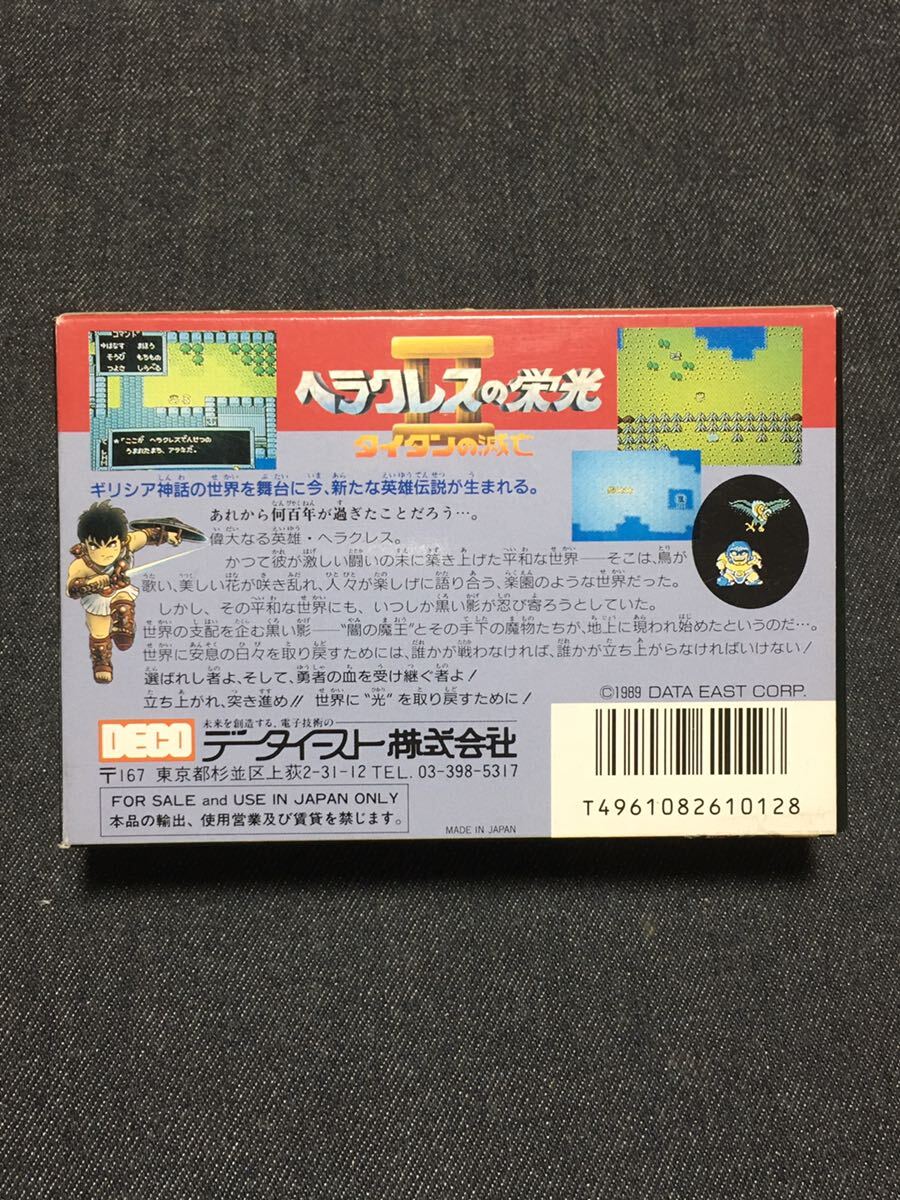 コマンド
はなす まほう
そうび もちもの
つよさ しらべる
*「ここが ヘラクレスでんせつの
うまれたまち、アテなだ。
II
ヘラクレスの栄光
タイタンの滅亡
ギリシア神話の世界を舞台に今、新たな英雄伝説が生まれる。
あれから何百年が過ぎたことだろう…。
偉大なる英雄・ヘラクレス。
かつて彼が激しい闘いの末に築き上げた平和な世界──そこは、鳥が
歌い、美しい花が咲き乱れ、人々が楽しげに語り合う、楽園のような世界だった。
しかし、その平和な世界にも、いつしか黒い影が忍び寄ろうとしていた。
世界の支配を企む黒い影──“闇の魔王”とその手下の魔物たちが、地上に現われ始めたというのだ…。
世界に安息の日々を取り戻すためには、誰かが戦わなければ、誰かが立ち上がらなければいけない!
選ばれし者よ、そして、勇者の血を受け継ぐ者よ!
立ち上がれ、突き進め!! 世界に“光”を取り戻すために!
©1989 DATA EAST CORP.
DECO
未来を創造する、電子技術の
データイースト株式会社
〒167 東京都杉並区上荻2-31-12 TEL. 03-398-5317
FOR SALE and USE IN JAPAN ONLY
本品の輸出、使用営業及び賃貸を禁じます。
MADE IN JAPAN
T4961082610128